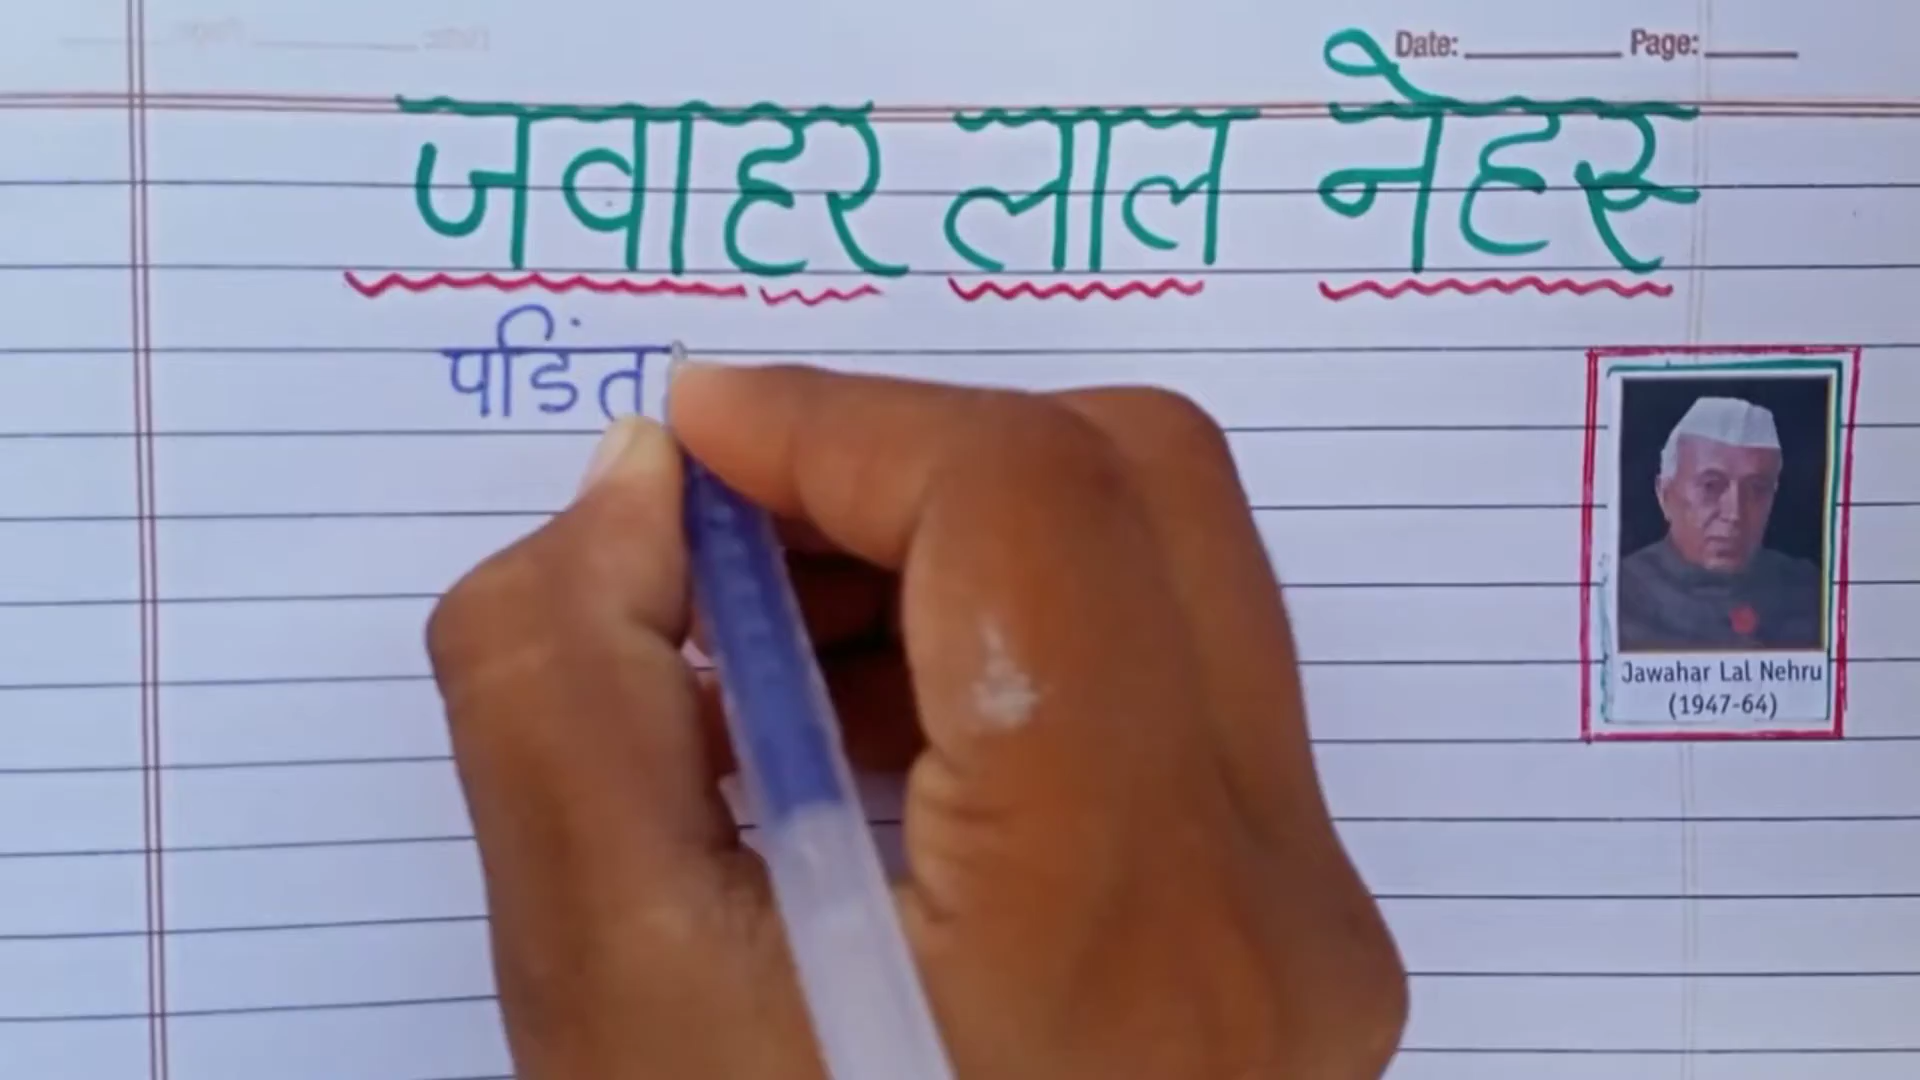 Date: Page:
जवाहर लाल नेहरू
पडिंत
Jawahar Lal Nehru
(1947-64)